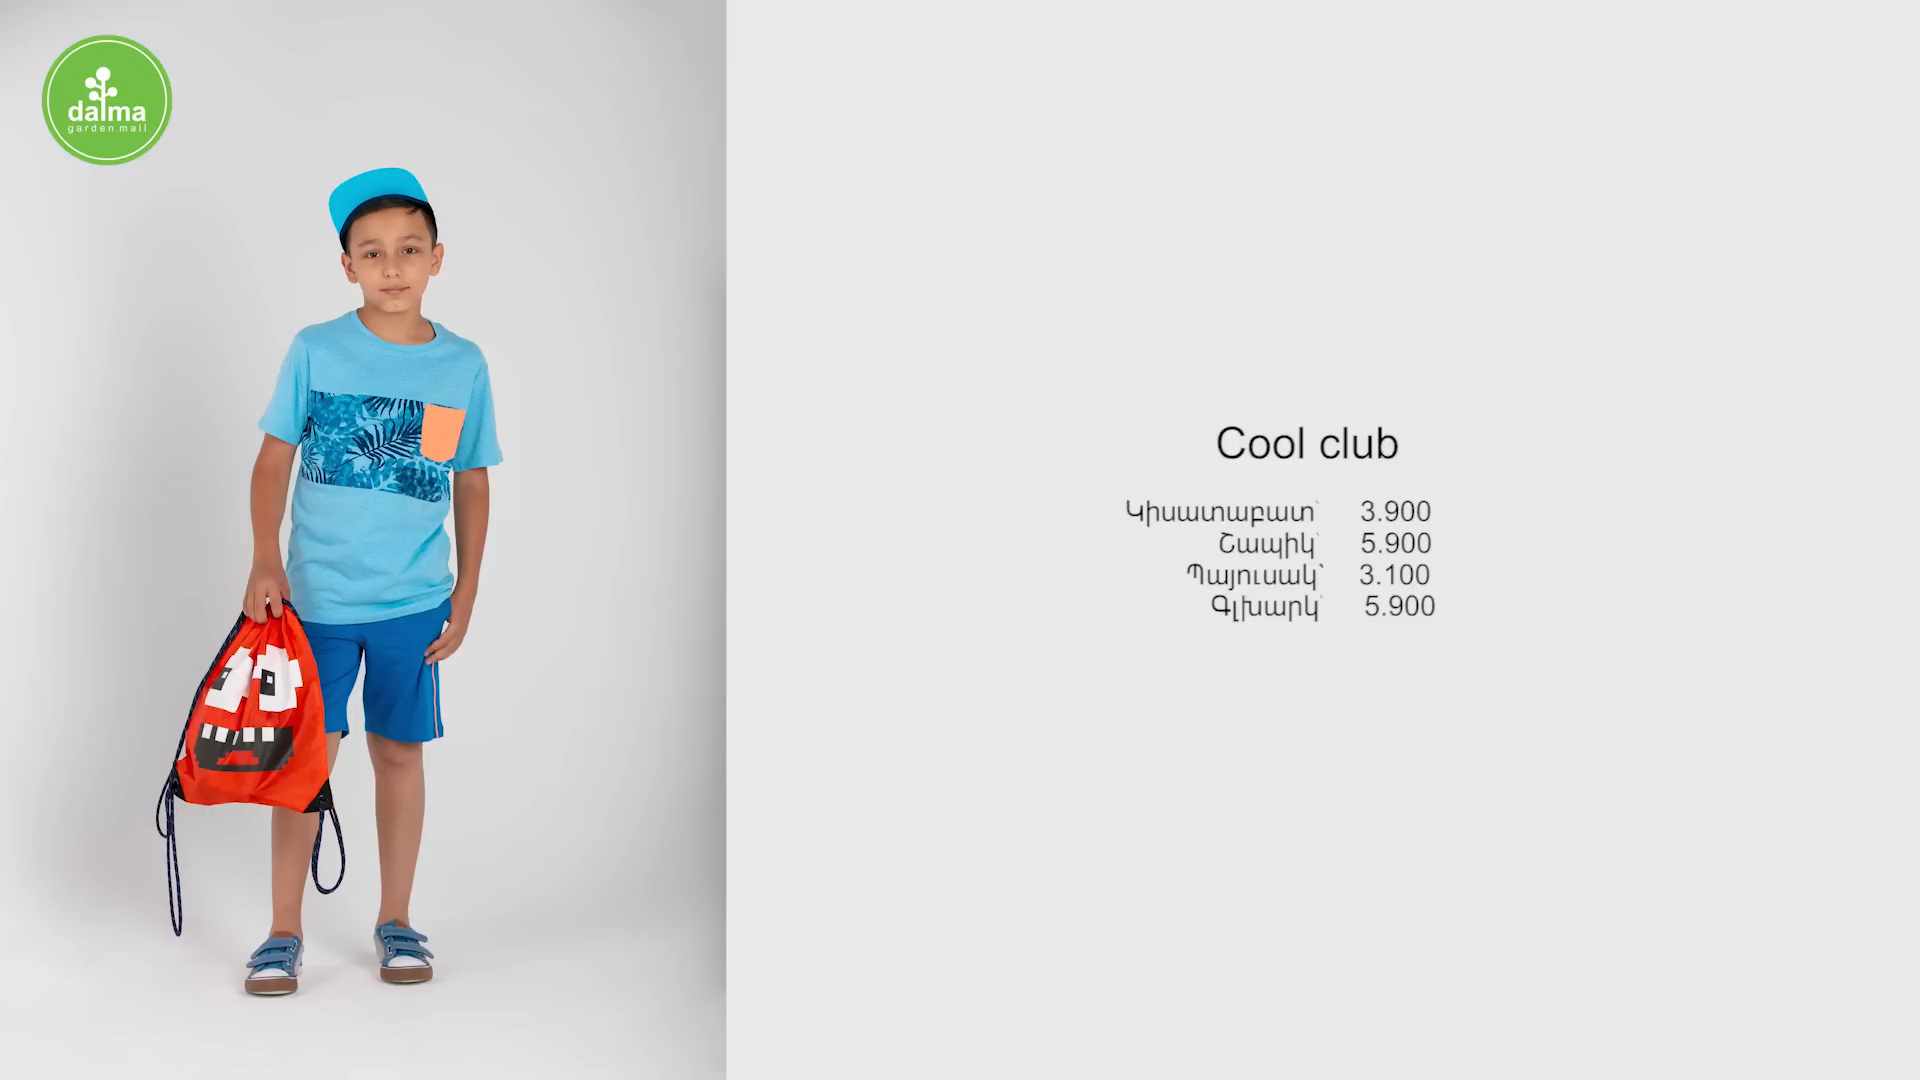 dalma
garden mall
Cool club
Կիսատաբատ՝ 3.900
Շապիկ՝ 5.900
Պայուսակ՝ 3.100
Գլխարկ՝ 5.900